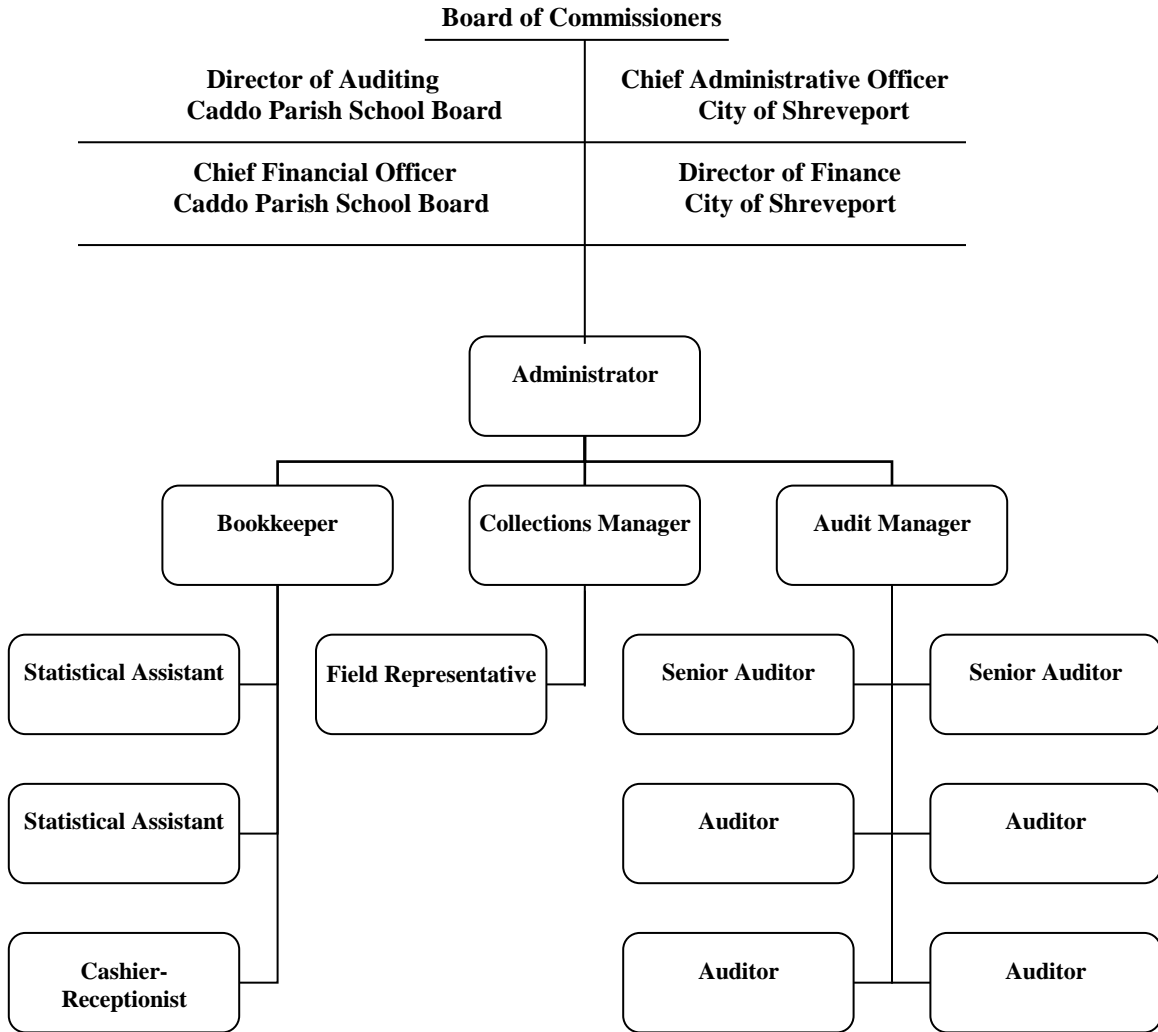 Board of Commissioners
Director of Auditing
Caddo Parish School Board
Chief Administrative Officer
City of Shreveport
Chief Financial Officer
Caddo Parish School Board
Director of Finance
City of Shreveport
Administrator
Bookkeeper
Collections Manager
Audit Manager
Statistical Assistant
Field Representative
Senior Auditor
Senior Auditor
Statistical Assistant
Auditor
Auditor
Cashier-
Receptionist
Auditor
Auditor